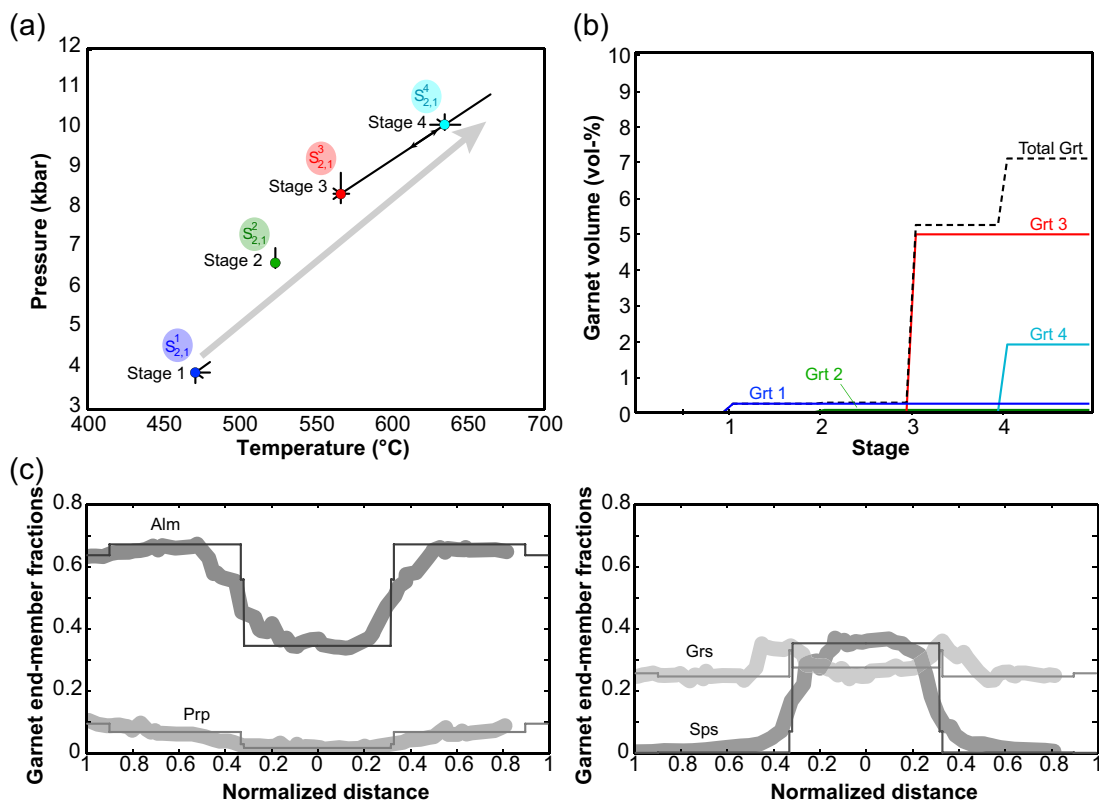 (a)
12
11
10
9
8
7
6
5
4
3
400
450
500
550
600
650
700
Pressure (kbar)
Temperature (°C)
S⁴₂,₁
Stage 4
S³₂,₁
Stage 3
S²₂,₁
Stage 2
S¹₂,₁
Stage 1
(b)
10
9
8
7
6
5
4
3
2
1
0
1
2
3
4
Garnet volume (vol-%)
Stage
Total Grt
Grt 3
Grt 4
Grt 2
Grt 1
(c)
0.8
0.6
0.4
0.2
0
1
0.8
0.6
0.4
0.2
0
0.2
0.4
0.6
0.8
1
Garnet end-member fractions
Normalized distance
Alm
Prp
0.8
0.6
0.4
0.2
0
1
0.8
0.6
0.4
0.2
0
0.2
0.4
0.6
0.8
1
Garnet end-member fractions
Normalized distance
Grs
Sps